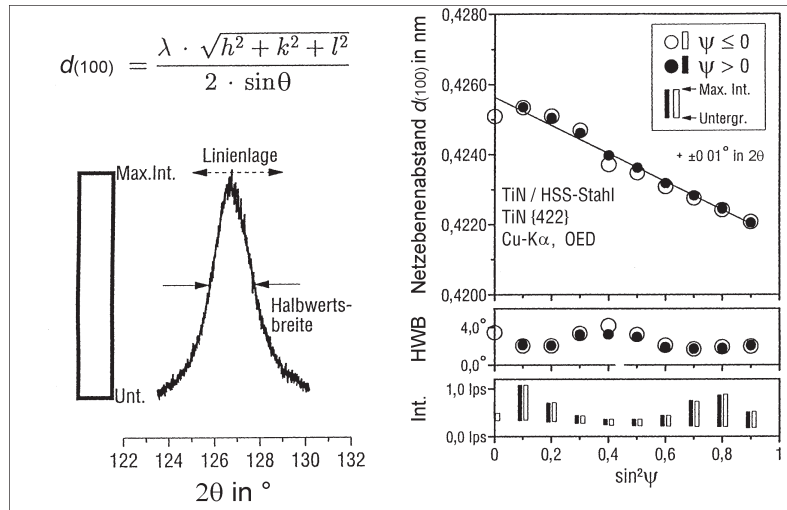 d(100) = λ · √h² + k² + l² / 2 · sinθ
Linienlage
Max.Int.
Halbwerts-
breite
Unt.
122 124 126 128 130 132
2θ in °
Netzebenenabstand d(100) in nm
0,4280
0,4260
0,4240
0,4220
0,4200
ψ ≤ 0
ψ > 0
Max. Int.
Untergr.
+ ±0 01° in 2θ
TiN / HSS-Stahl
TiN {422}
Cu-Kα, OED
HWB
4,0°
0,0°
Int.
1,0 Ips
0,0 Ips
0 0,2 0,4 0,6 0,8 1
sin²ψ